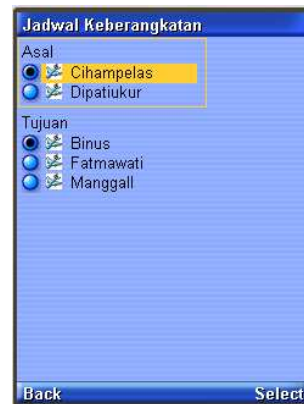 Jadwal Keberangkatan
Asal
Cihampelas
Dipatiukur
Tujuan
Binus
Fatmawati
Manggall
Back Select